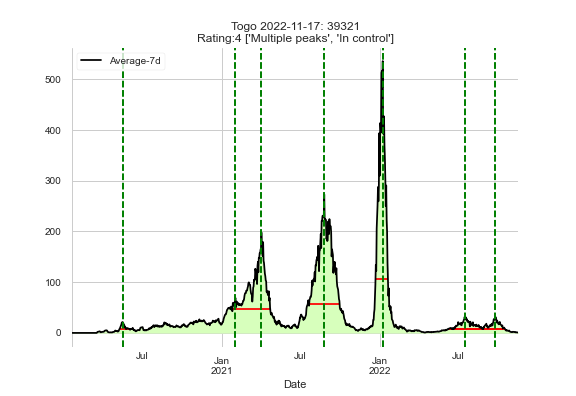 Togo 2022-11-17: 39321
Rating:4 ['Multiple peaks', 'In control']
Average-7d
500
400
300
200
100
0
Jul
Jan
2021
Jul
Jan
2022
Jul
Date